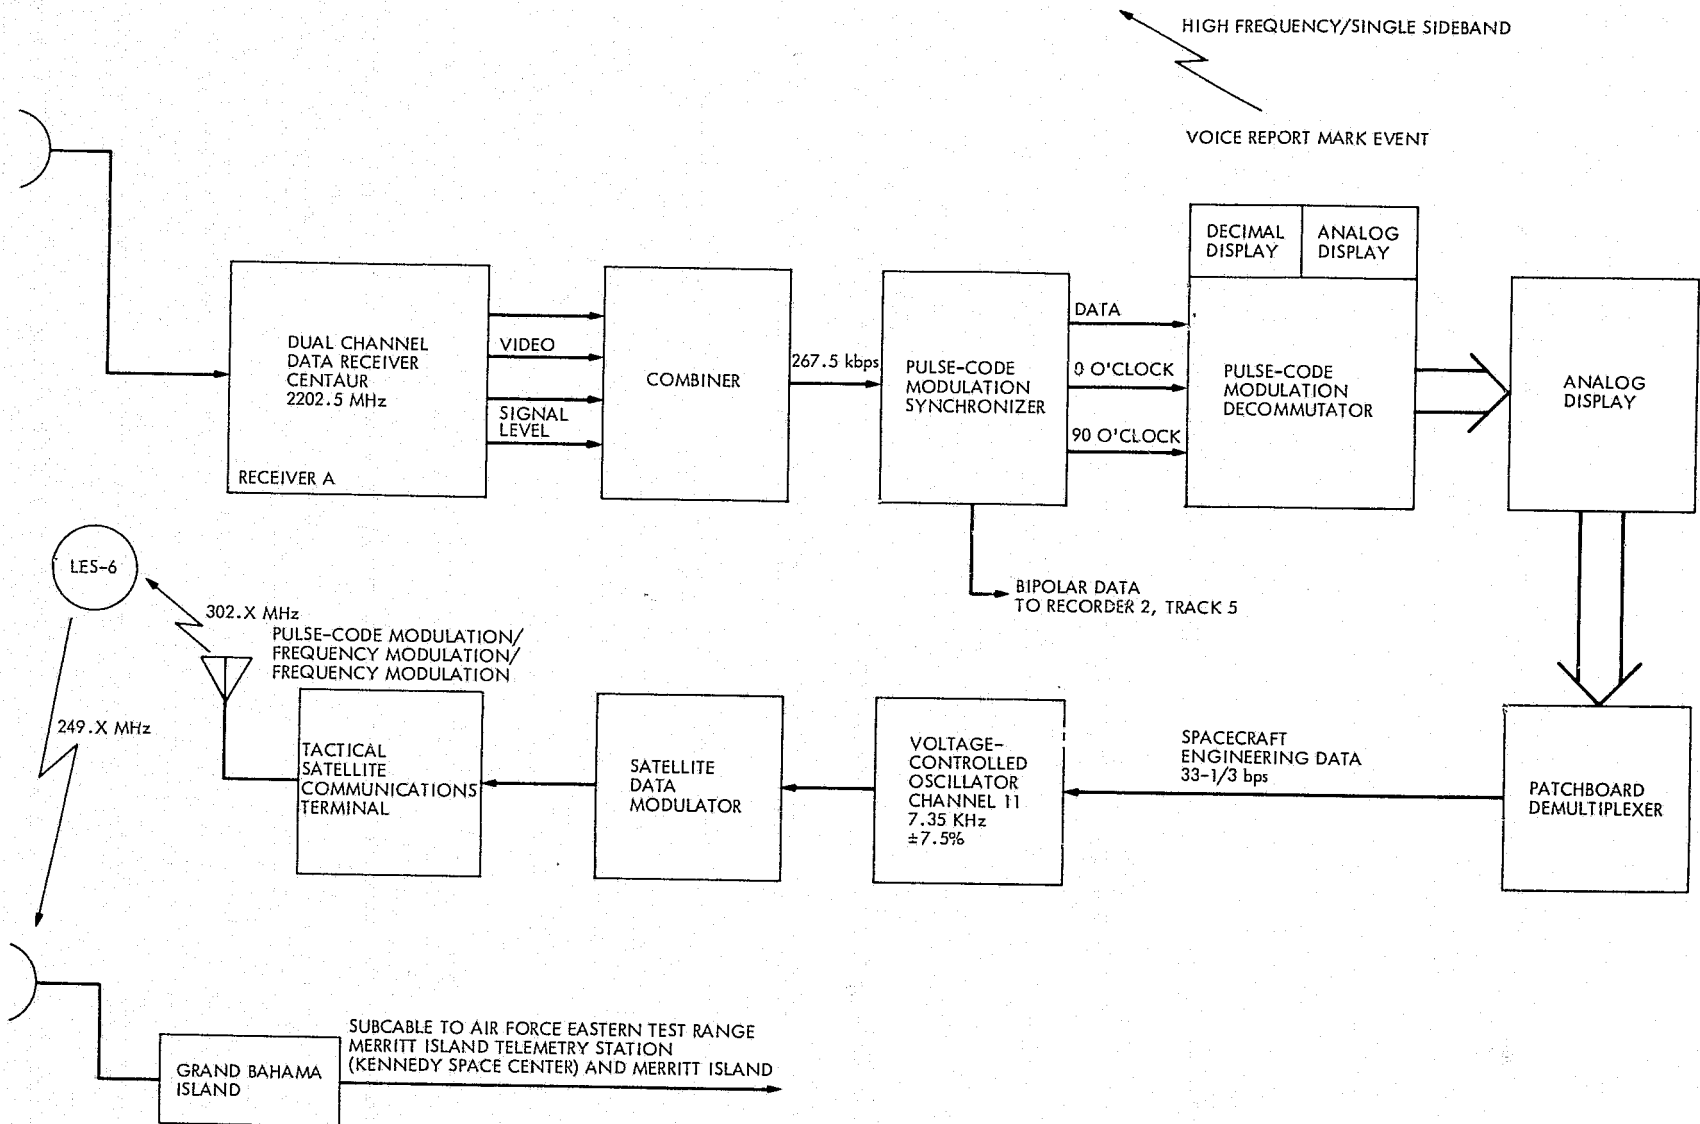 HIGH FREQUENCY/SINGLE SIDEBAND
VOICE REPORT MARK EVENT
DUAL CHANNEL
DATA RECEIVER
CENTAUR
2202.5 MHz
RECEIVER A
VIDEO
SIGNAL
LEVEL
COMBINER
267.5 kbps
PULSE-CODE
MODULATION
SYNCHRONIZER
DATA
0 O'CLOCK
90 O'CLOCK
DECIMAL
DISPLAY
ANALOG
DISPLAY
PULSE-CODE
MODULATION
DECOMMUTATOR
ANALOG
DISPLAY
BIPOLAR DATA
TO RECORDER 2, TRACK 5
LES-6
302.X MHz
PULSE-CODE MODULATION/
FREQUENCY MODULATION/
FREQUENCY MODULATION
249.X MHz
TACTICAL
SATELLITE
COMMUNICATIONS
TERMINAL
SATELLITE
DATA
MODULATOR
VOLTAGE-
CONTROLLED
OSCILLATOR
CHANNEL 11
7.35 KHz
±7.5%
SPACECRAFT
ENGINEERING DATA
33-1/3 bps
PATCHBOARD
DEMULTIPLEXER
GRAND BAHAMA
ISLAND
SUBCABLE TO AIR FORCE EASTERN TEST RANGE
MERRITT ISLAND TELEMETRY STATION
(KENNEDY SPACE CENTER) AND MERRITT ISLAND